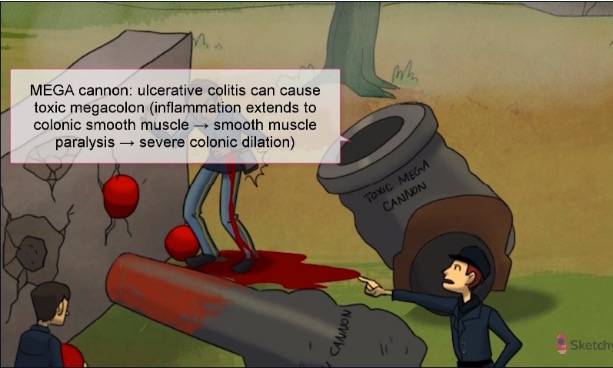 MEGA cannon: ulcerative colitis can cause
toxic megacolon (inflammation extends to
colonic smooth muscle → smooth muscle
paralysis → severe colonic dilation)
TOXIC MEGA
CANNON
CANNON
Sketchy